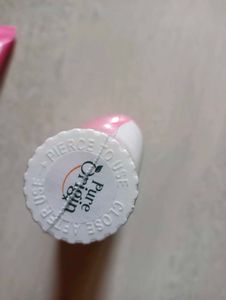 PIERCE TO USE
CLOSE AFTER USE
Pure
Origin